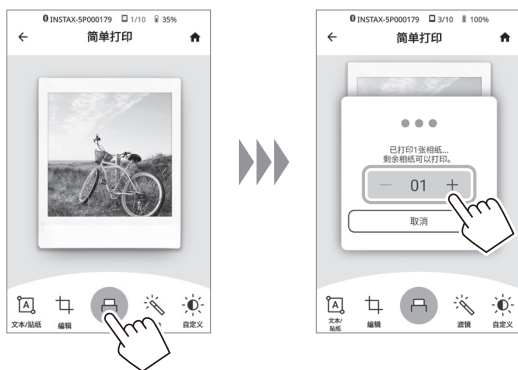 INSTAX-5P000179 1/10 35%
简单打印
文本/贴纸 编辑 自定义
INSTAX-5P000179 3/10 100%
简单打印
已打印1张相纸...
剩余相纸可以打印。
— 01 +
取消
文本/
贴纸 编辑 滤镜 自定义